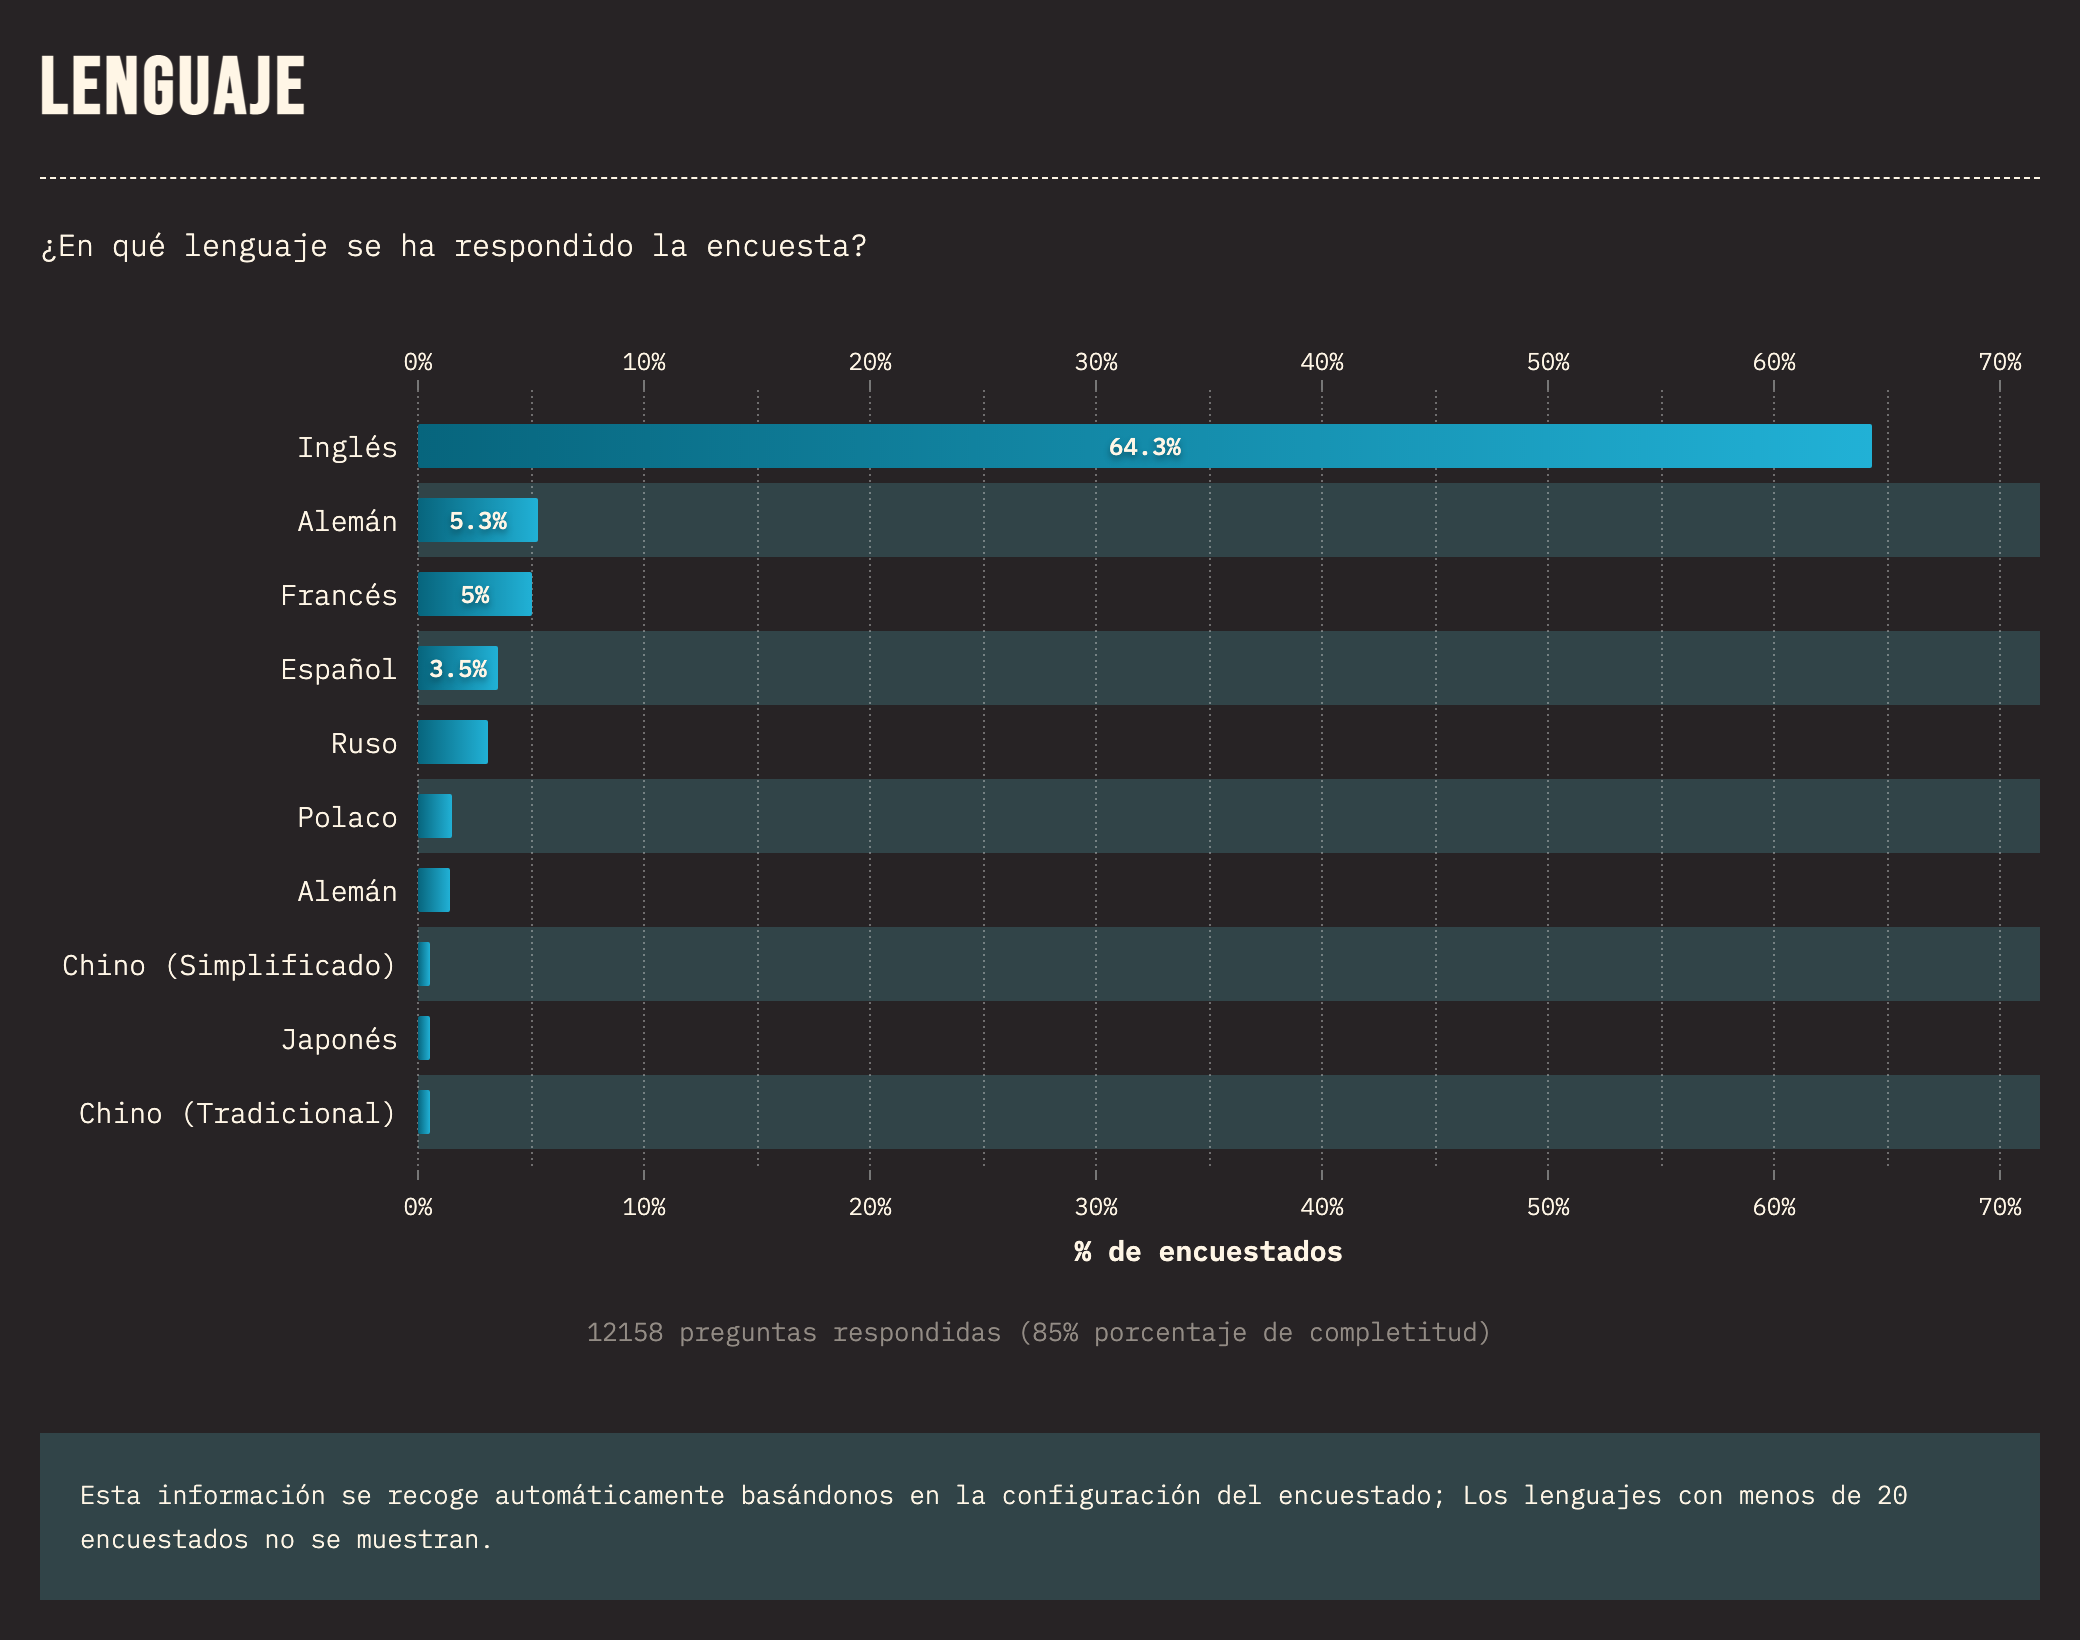 LENGUAJE
¿En qué lenguaje se ha respondido la encuesta?
0% 10% 20% 30% 40% 50% 60% 70%
Inglés 64.3%
Alemán 5.3%
Francés 5%
Español 3.5%
Ruso
Polaco
Alemán
Chino (Simplificado)
Japonés
Chino (Tradicional)
0% 10% 20% 30% 40% 50% 60% 70%
% de encuestados
12158 preguntas respondidas (85% porcentaje de completitud)
Esta información se recoge automáticamente basándonos en la configuración del encuestado; Los lenguajes con menos de 20
encuestados no se muestran.